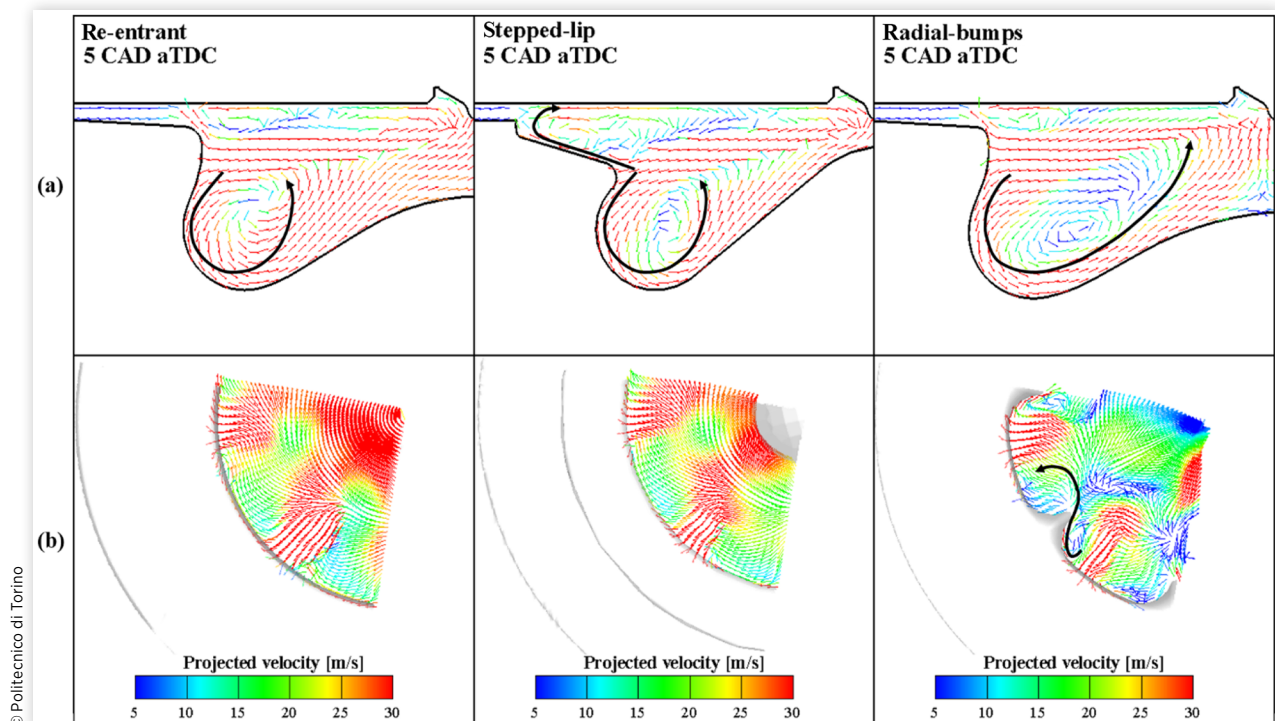 Re-entrant
5 CAD aTDC
Stepped-lip
5 CAD aTDC
Radial-bumps
5 CAD aTDC
(a)
(b)
Projected velocity [m/s]
5 10 15 20 25 30
Projected velocity [m/s]
5 10 15 20 25 30
Projected velocity [m/s]
5 10 15 20 25 30
© Politecnico di Torino